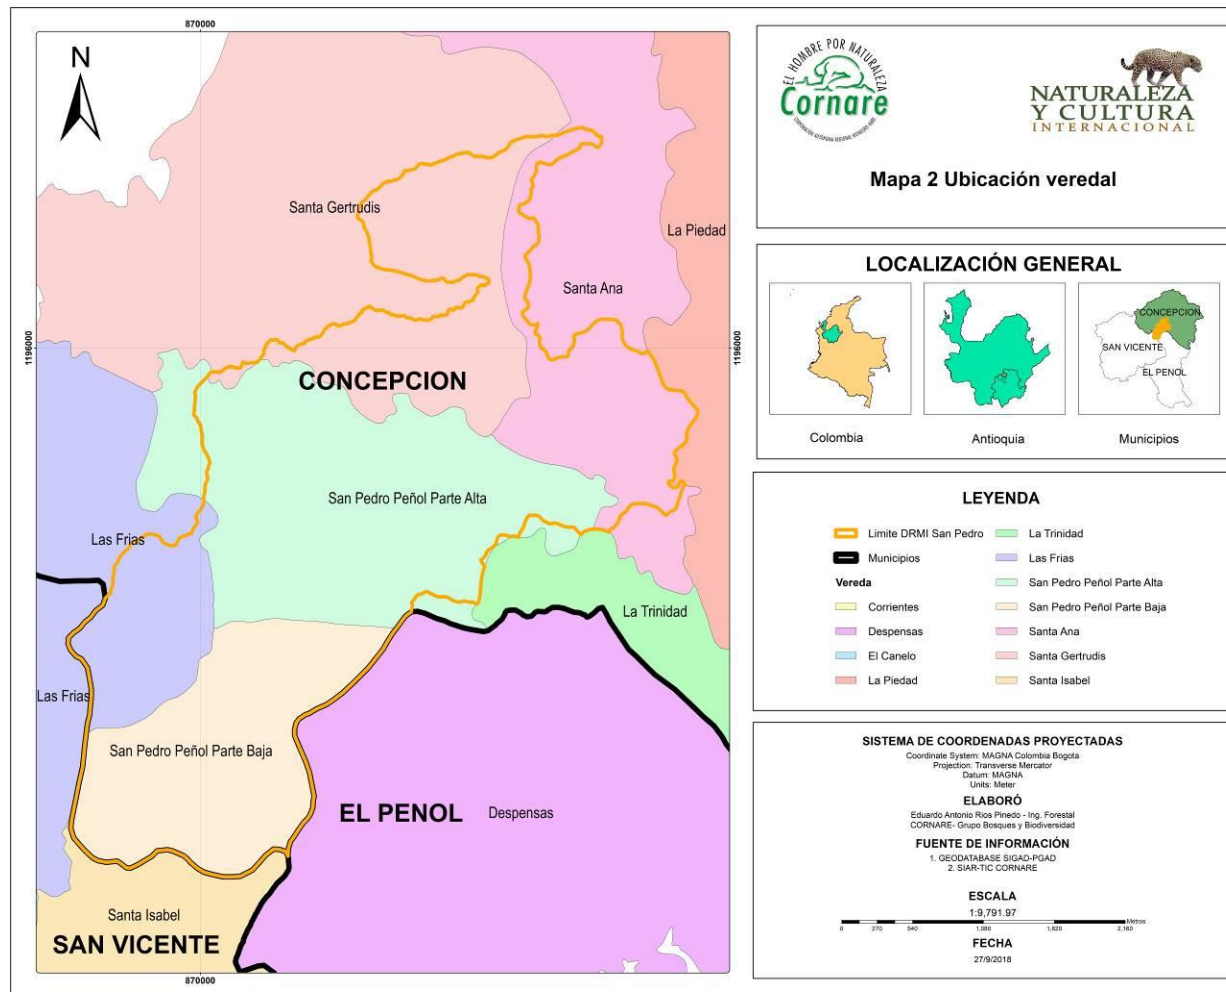 870000
N
Santa Gertrudis
La Piedad
Santa Ana
1196000
1196000
CONCEPCION
San Pedro Peñol Parte Alta
Las Frias
La Trinidad
Las Frias
San Pedro Peñol Parte Baja
EL PENOL
Despensas
Santa Isabel
SAN VICENTE
870000
EL HOMBRE POR NATURALEZA
Cornare
NATURALEZA
Y CULTURA
INTERNACIONAL
Mapa 2 Ubicación veredal
LOCALIZACIÓN GENERAL
CONCEPCION
SAN VICENTE
EL PENOL
Colombia
Antioquia
Municipios
LEYENDA
Limite DRMI San Pedro
Municipios
Vereda
Corrientes
Despensas
El Canelo
La Piedad
La Trinidad
Las Frias
San Pedro Peñol Parte Alta
San Pedro Peñol Parte Baja
Santa Ana
Santa Gertrudis
Santa Isabel
SISTEMA DE COORDENADAS PROYECTADAS
Coordinate System: MAGNA Colombia Bogota
Projection: Transverse Mercator
Datum: MAGNA
Units: Meter
ELABORÓ
Eduardo Antonio Rios Pinedo - Ing. Forestal
CORNARE- Grupo Bosques y Biodiversidad
FUENTE DE INFORMACIÓN
1. GEODATABASE SIGAD-PGAD
2. SIAR-TIC CORNARE
ESCALA
1:9,791.97
Metros
0 270 540 1,080 1,620 2,160
FECHA
27/9/2018